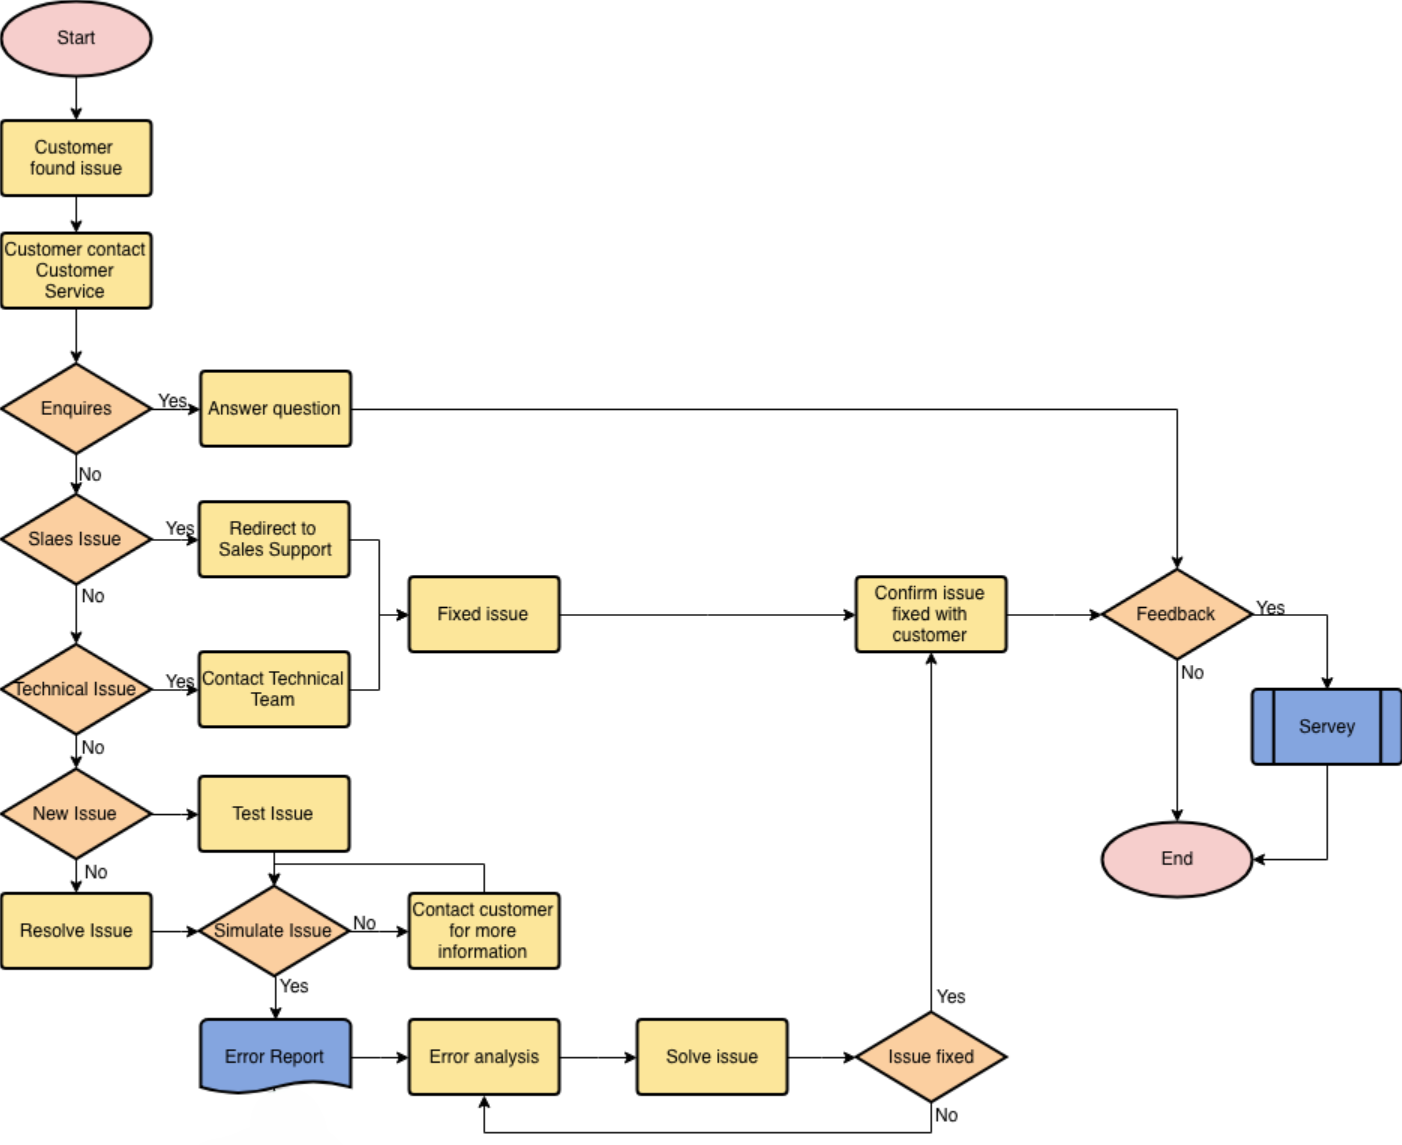 Start
Customer
found issue
Customer contact
Customer
Service
Enquires
Yes
Answer question
No
Slaes Issue
Yes
Redirect to
Sales Support
No
Fixed issue
Confirm issue
fixed with
customer
Feedback
Yes
No
Servey
Technical Issue
Yes
Contact Technical
Team
No
New Issue
Test Issue
End
No
Resolve Issue
Simulate Issue
No
Contact customer
for more
information
Yes
Yes
Error Report
Error analysis
Solve issue
Issue fixed
No